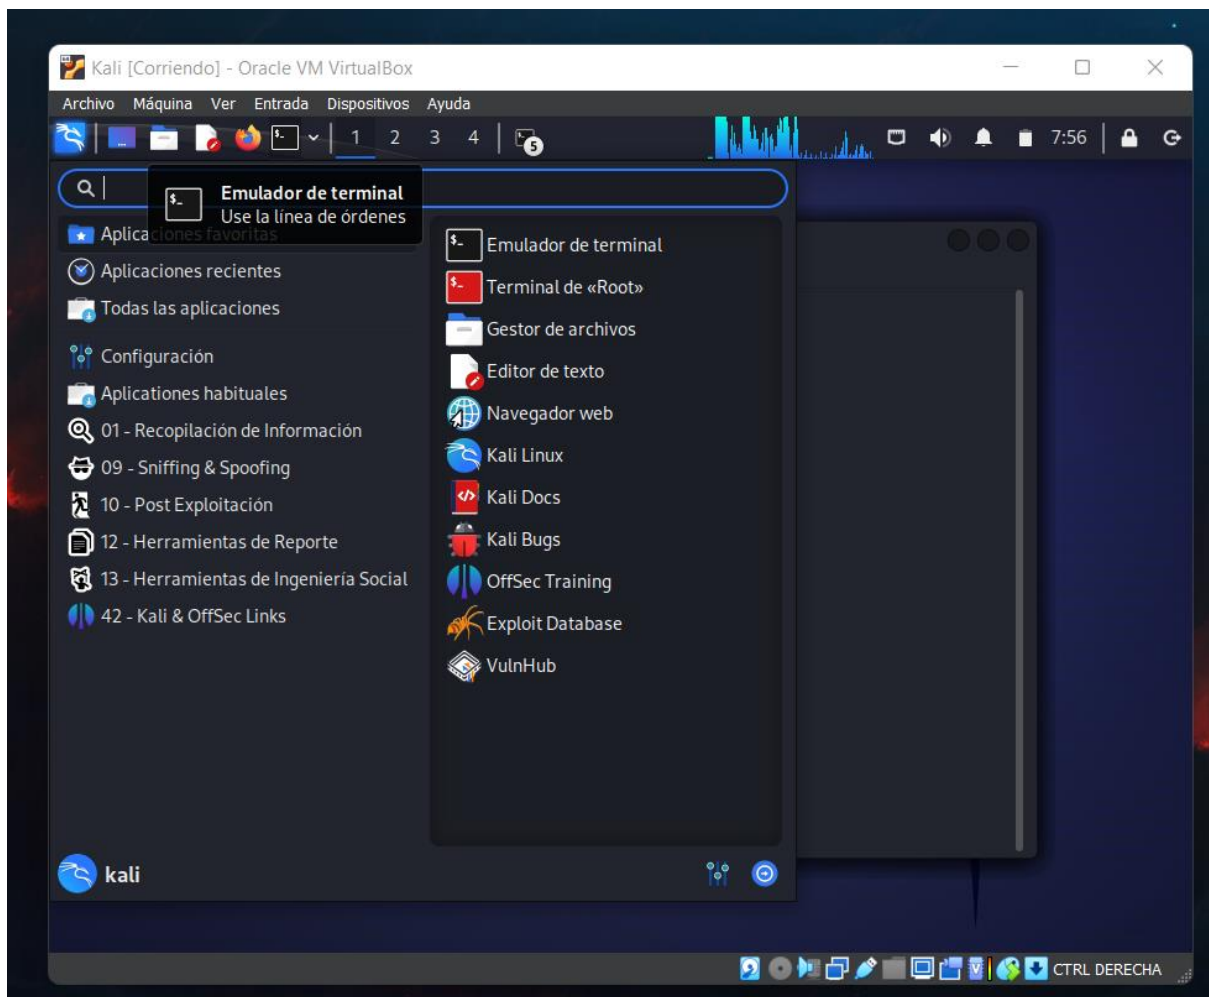 Kali [Corriendo] - Oracle VM VirtualBox
Archivo Máquina Ver Entrada Dispositivos Ayuda
1 2 3 4 5 7:56
Emulador de terminal
Use la línea de órdenes
Aplicaciones favoritas
Aplicaciones recientes
Todas las aplicaciones
Configuración
Aplicationes habituales
01 - Recopilación de Información
09 - Sniffing & Spoofing
10 - Post Explotación
12 - Herramientas de Reporte
13 - Herramientas de Ingeniería Social
42 - Kali & OffSec Links
Emulador de terminal
Terminal de «Root»
Gestor de archivos
Editor de texto
Navegador web
Kali Linux
Kali Docs
Kali Bugs
OffSec Training
Exploit Database
VulnHub
kali
CTRL DERECHA